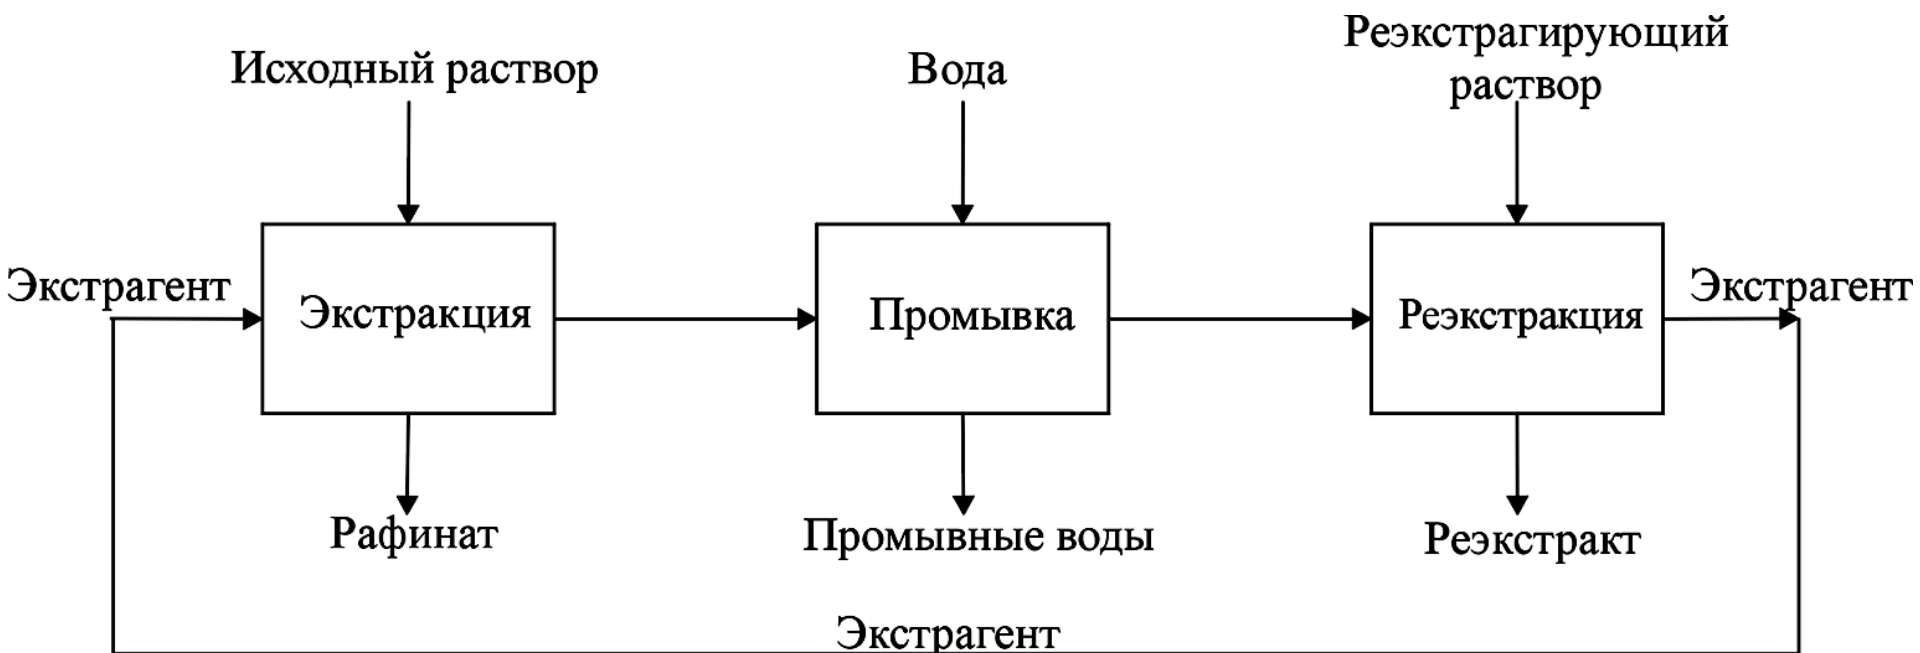 Исходный раствор
Вода
Реэкстрагирующий
раствор
Экстрагент
Экстракция
Промывка
Реэкстракция
Экстрагент
Рафинат
Промывные воды
Реэкстракт
Экстрагент